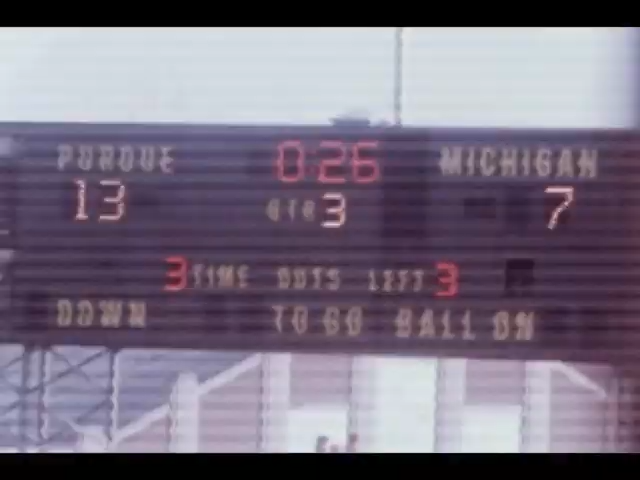 PURDUE 0:26 MICHIGAN
13 QTR 3 7
3 TIME OUTS LEFT 3
DOWN TO GO BALL ON